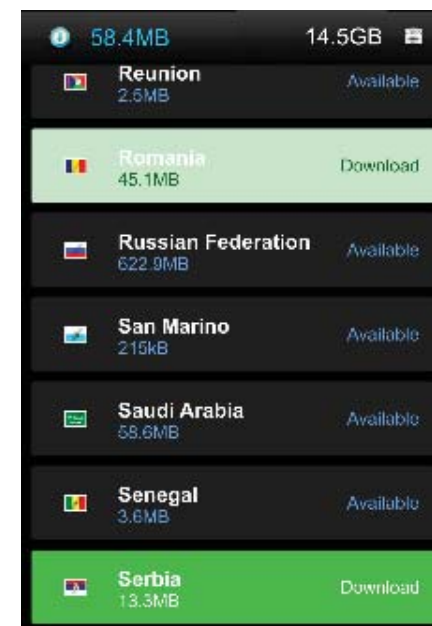 58.4MB 14.5GB
Reunion
2.5MB
Available
Romania
45.1MB
Download
Russian Federation
622.9MB
Available
San Marino
215kB
Available
Saudi Arabia
58.6MB
Available
Senegal
3.6MB
Available
Serbia
13.3MB
Download